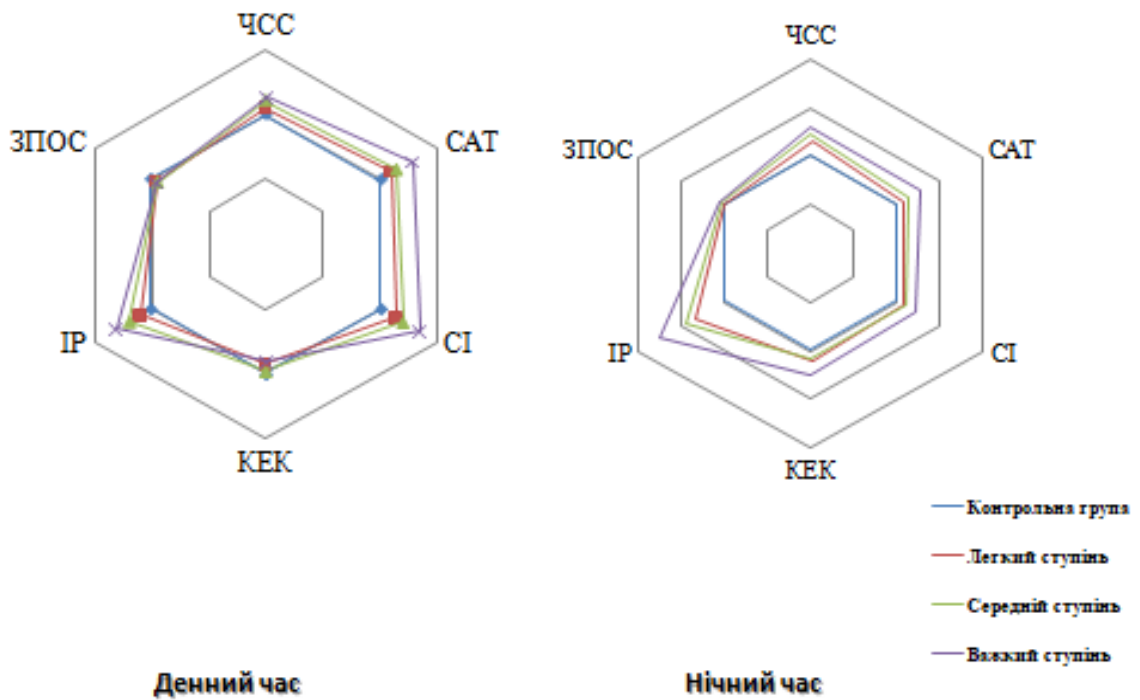 ЧСС
САТ
СІ
КЕК
ІР
ЗПОС
ЧСС
САТ
СІ
КЕК
ІР
ЗПОС
Контрольна група
Легкий ступінь
Середній ступінь
Важкий ступінь
Денний час
Нічний час